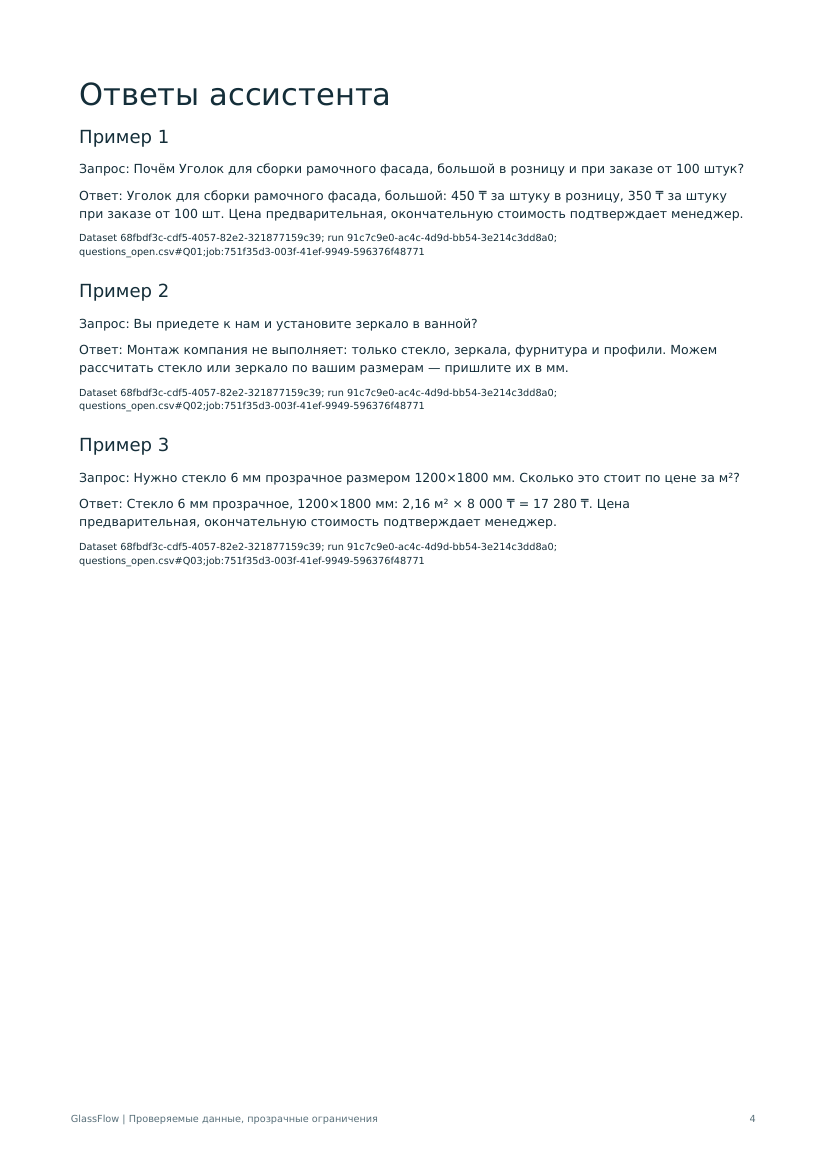 Ответы ассистента
Пример 1
Запрос: Почём Уголок для сборки рамочного фасада, большой в розницу и при заказе от 100 штук?
Ответ: Уголок для сборки рамочного фасада, большой: 450 ₸ за штуку в розницу, 350 ₸ за штуку
при заказе от 100 шт. Цена предварительная, окончательную стоимость подтверждает менеджер.
Dataset 68fbdf3c-cdf5-4057-82e2-321877159c39; run 91c7c9e0-ac4c-4d9d-bb54-3e214c3dd8a0;
questions_open.csv#Q01;job:751f35d3-003f-41ef-9949-596376f48771
Пример 2
Запрос: Вы приедете к нам и установите зеркало в ванной?
Ответ: Монтаж компания не выполняет: только стекло, зеркала, фурнитура и профили. Можем
рассчитать стекло или зеркало по вашим размерам — пришлите их в мм.
Dataset 68fbdf3c-cdf5-4057-82e2-321877159c39; run 91c7c9e0-ac4c-4d9d-bb54-3e214c3dd8a0;
questions_open.csv#Q02;job:751f35d3-003f-41ef-9949-596376f48771
Пример 3
Запрос: Нужно стекло 6 мм прозрачное размером 1200×1800 мм. Сколько это стоит по цене за м²?
Ответ: Стекло 6 мм прозрачное, 1200×1800 мм: 2,16 м² × 8 000 ₸ = 17 280 ₸. Цена
предварительная, окончательную стоимость подтверждает менеджер.
Dataset 68fbdf3c-cdf5-4057-82e2-321877159c39; run 91c7c9e0-ac4c-4d9d-bb54-3e214c3dd8a0;
questions_open.csv#Q03;job:751f35d3-003f-41ef-9949-596376f48771
GlassFlow | Проверяемые данные, прозрачные ограничения 4